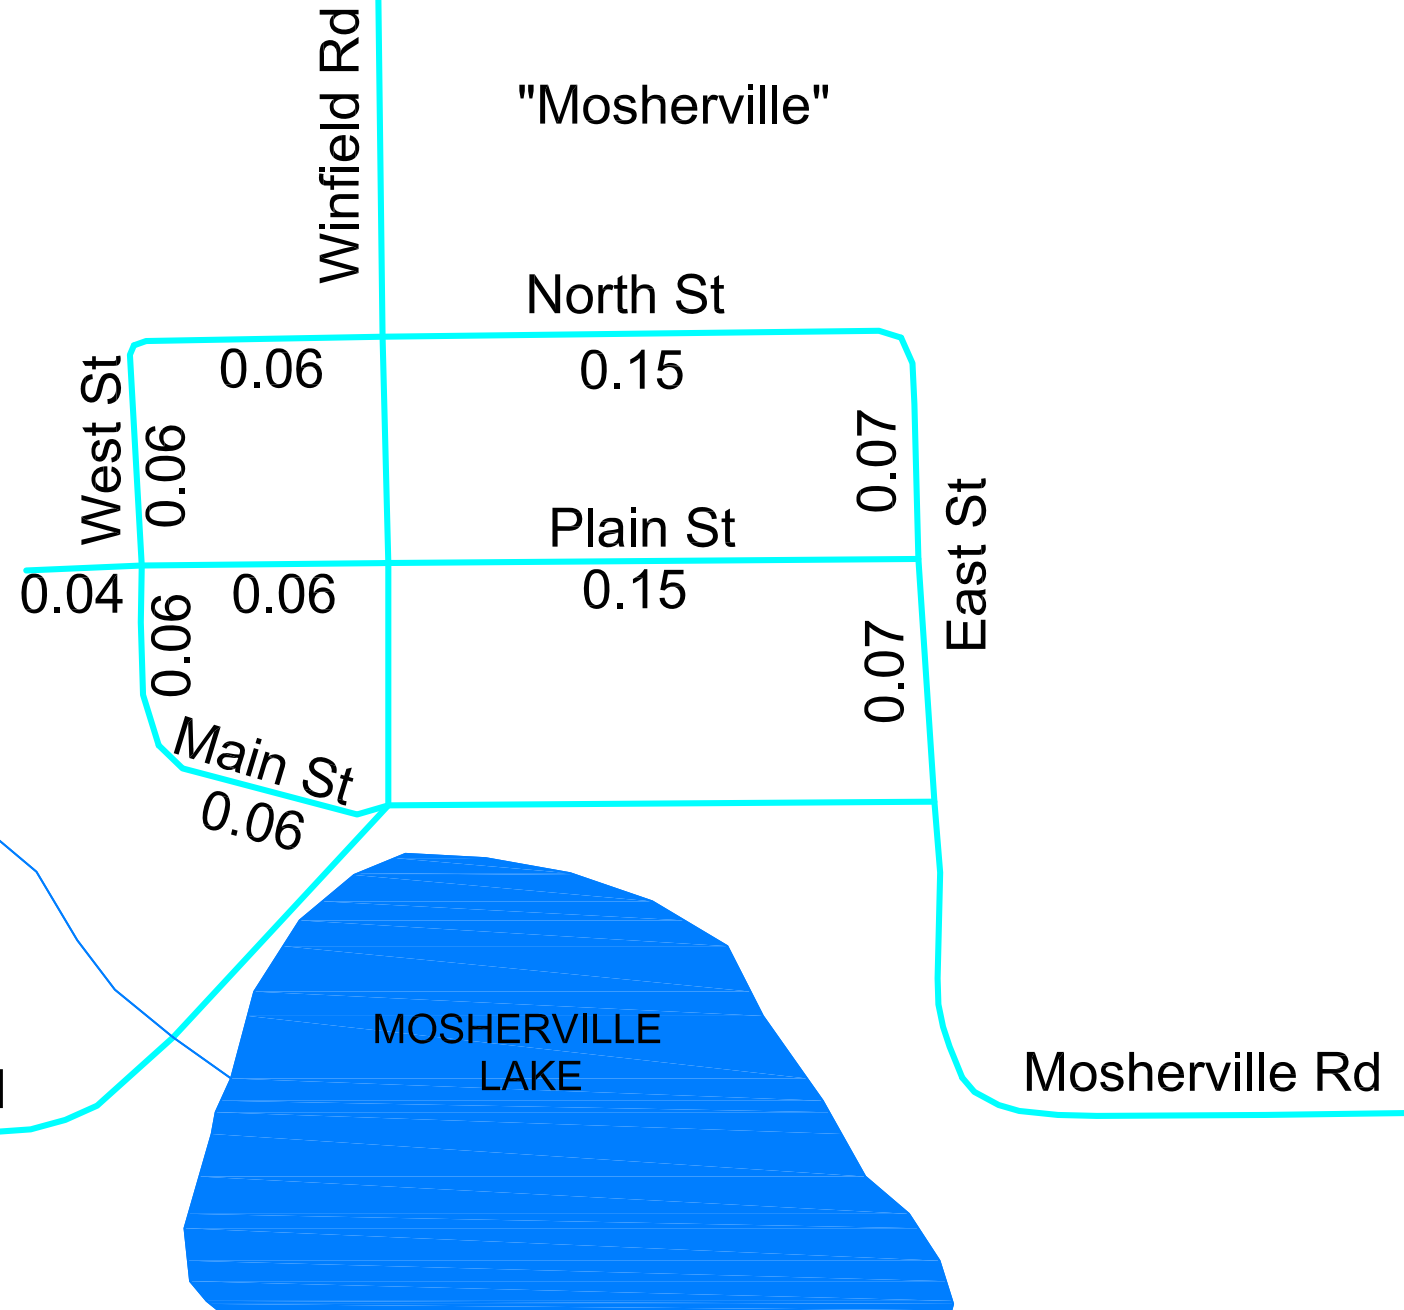 Winfield Rd
"Mosherville"
North St
0.06
0.15
West St
0.06
0.07
Plain St
East St
0.04
0.06
0.15
0.06
0.07
Main St
0.06
MOSHERVILLE
LAKE
Mosherville Rd